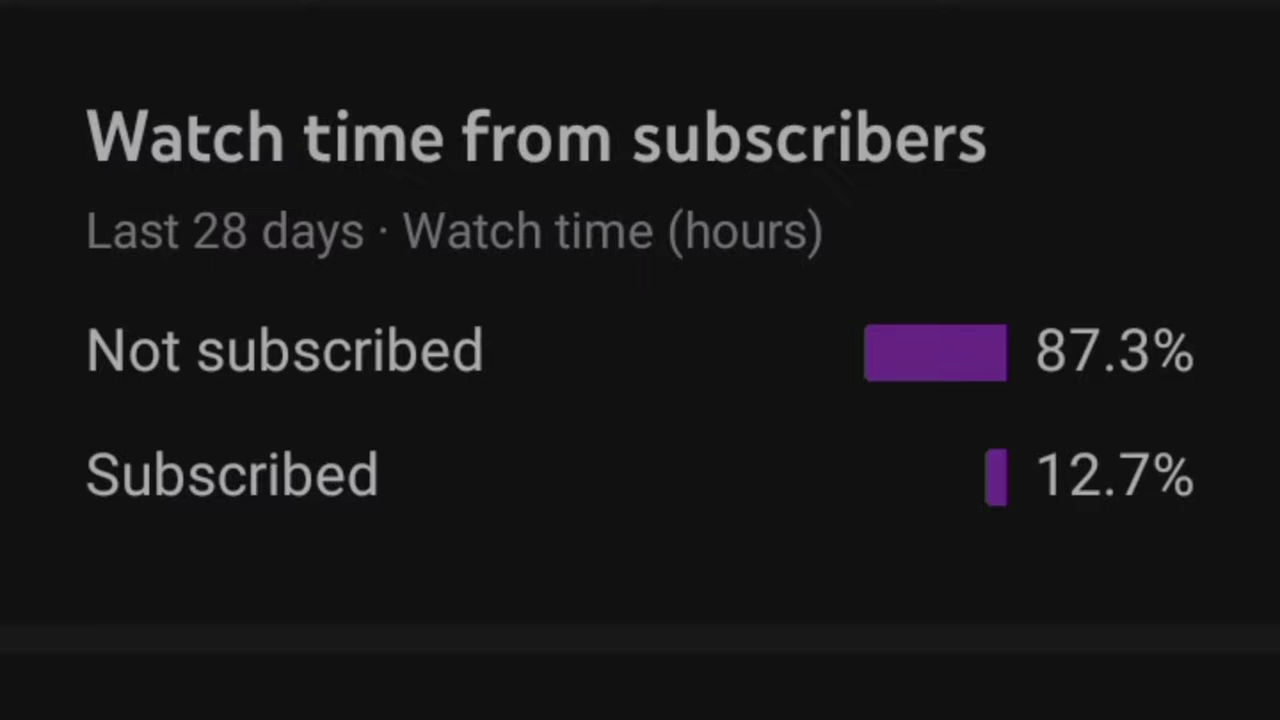 Watch time from subscribers
Last 28 days · Watch time (hours)
Not subscribed 87.3%
Subscribed 12.7%